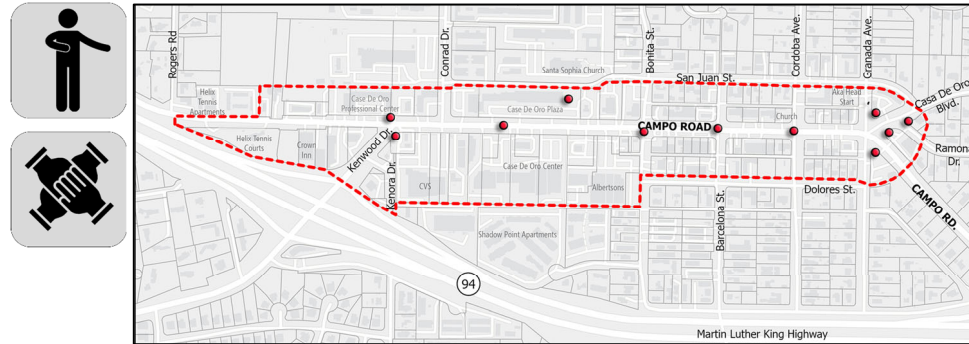 Rogers Rd
Conrad Dr.
Bonita St.
Cordoba Ave.
Granada Ave.
Santa Sophia Church
San Juan St.
Helix
Tennis
Apartments
Case De Oro
Professional Center
Case De Oro Plaza
Aka Head
Start
Casa De Oro
Blvd.
CAMPO ROAD
Church
Helix Tennis
Courts
Crown
Inn
Kenwood Dr.
Kenora Dr.
Case De Oro Center
Ramona
Dr.
CVS
Albertsons
Dolores St.
Barcelona St.
CAMPO RD.
Shadow Point Apartments
94
Martin Luther King Highway